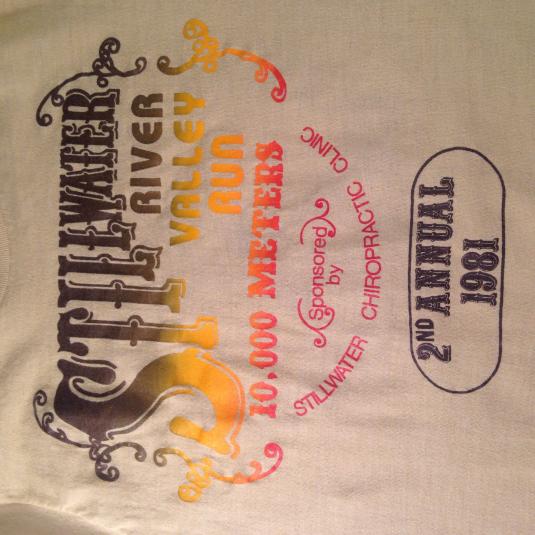 STILLWATER
RIVER
VALLEY
RUN
10,000 METERS
Sponsored
by
STILLWATER CHIROPRACTIC CLINIC
2ND ANNUAL
1981